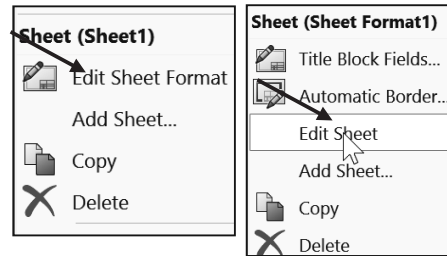 Sheet (Sheet1)
Edit Sheet Format
Add Sheet...
Copy
Delete
Sheet (Sheet Format1)
Title Block Fields...
Automatic Border...
Edit Sheet
Add Sheet...
Copy
Delete